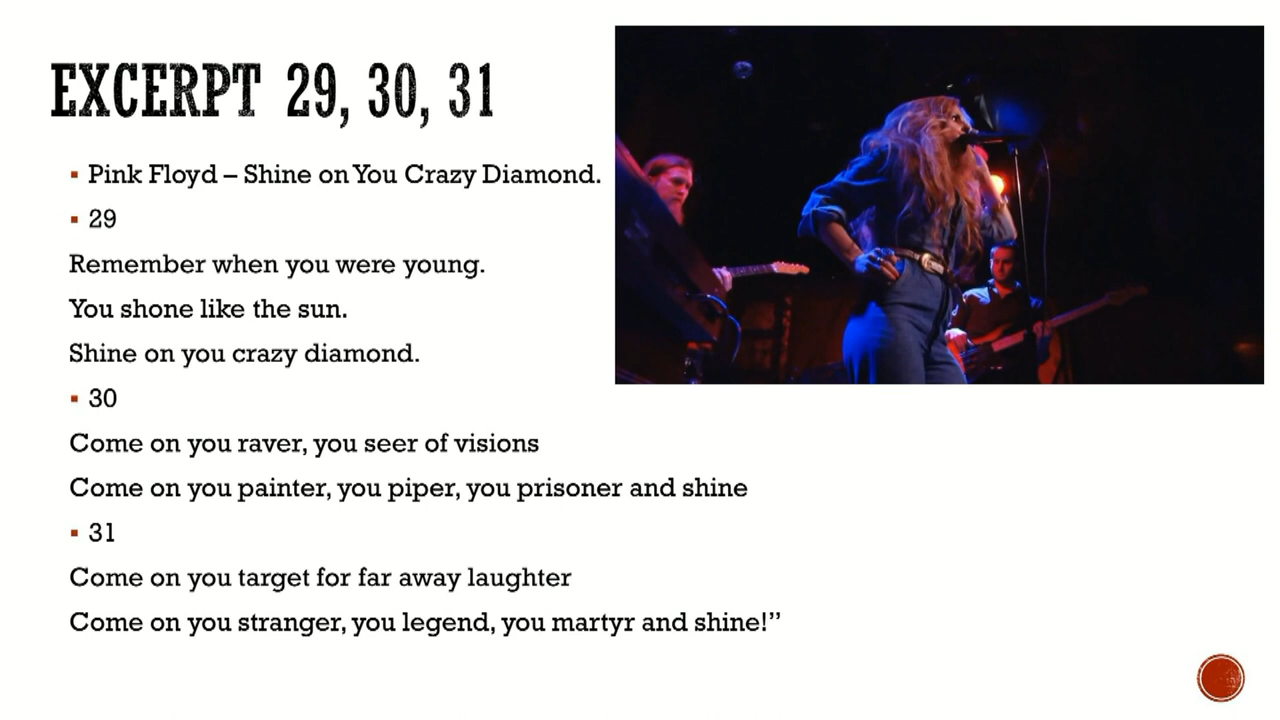 EXCERPT 29, 30, 31
Pink Floyd – Shine on You Crazy Diamond.
29
Remember when you were young.
You shone like the sun.
Shine on you crazy diamond.
30
Come on you raver, you seer of visions
Come on you painter, you piper, you prisoner and shine
31
Come on you target for far away laughter
Come on you stranger, you legend, you martyr and shine!”